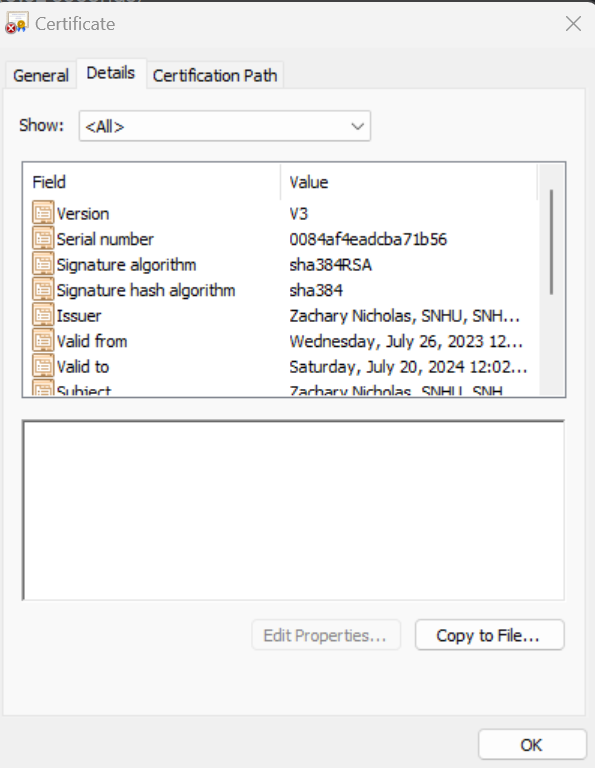 Certificate
General Details Certification Path
Show: <All>
Field Value
Version V3
Serial number 0084af4eadcba71b56
Signature algorithm sha384RSA
Signature hash algorithm sha384
Issuer Zachary Nicholas, SNHU, SNH...
Valid from Wednesday, July 26, 2023 12...
Valid to Saturday, July 20, 2024 12:02...
Subject Zachary Nicholas, SNHU, SNH
Edit Properties... Copy to File...
OK